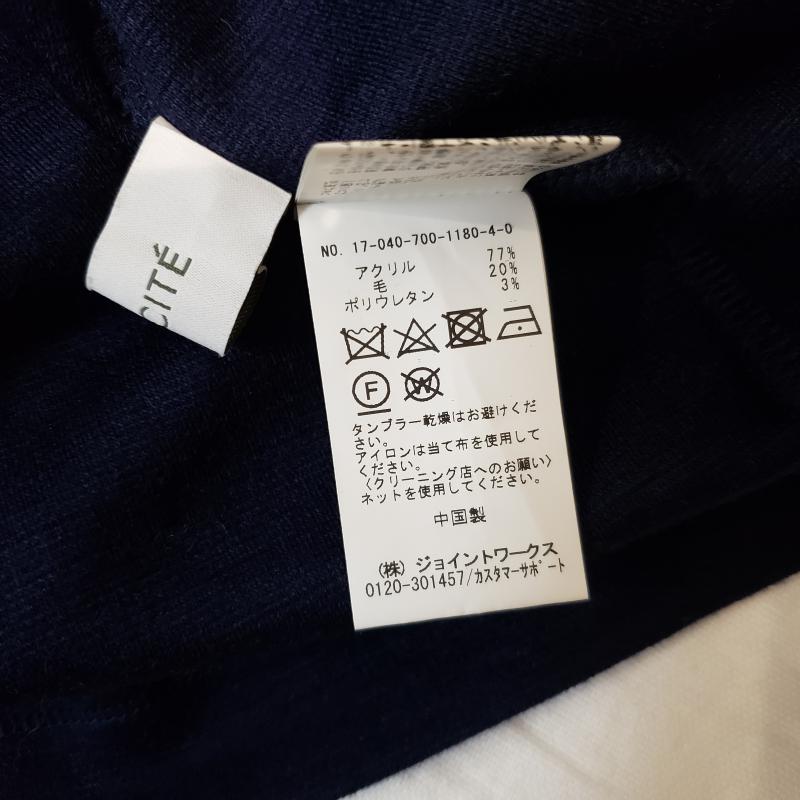 CITÉ
NO. 17-040-700-1180-4-0
アクリル 77%
毛 20%
ポリウレタン 3%
F
W
タンブラー乾燥はお避けくだ
さい。
アイロンは当て布を使用して
ください。
〈クリーニング店へのお願い〉
ネットを使用してください。
中国製
(株) ジョイントワークス
0120-301457/カスタマーサポート